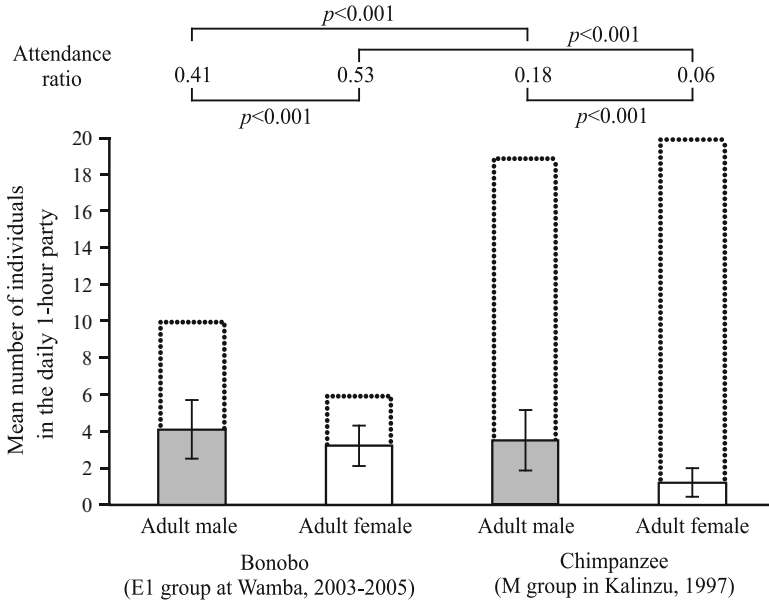 p<0.001
p<0.001
Attendance
ratio
0.41 0.53 0.18 0.06
p<0.001 p<0.001
Mean number of individuals
in the daily 1-hour party
20
18
16
14
12
10
8
6
4
2
0
Adult male Adult female Adult male Adult female
Bonobo Chimpanzee
(E1 group at Wamba, 2003-2005) (M group in Kalinzu, 1997)